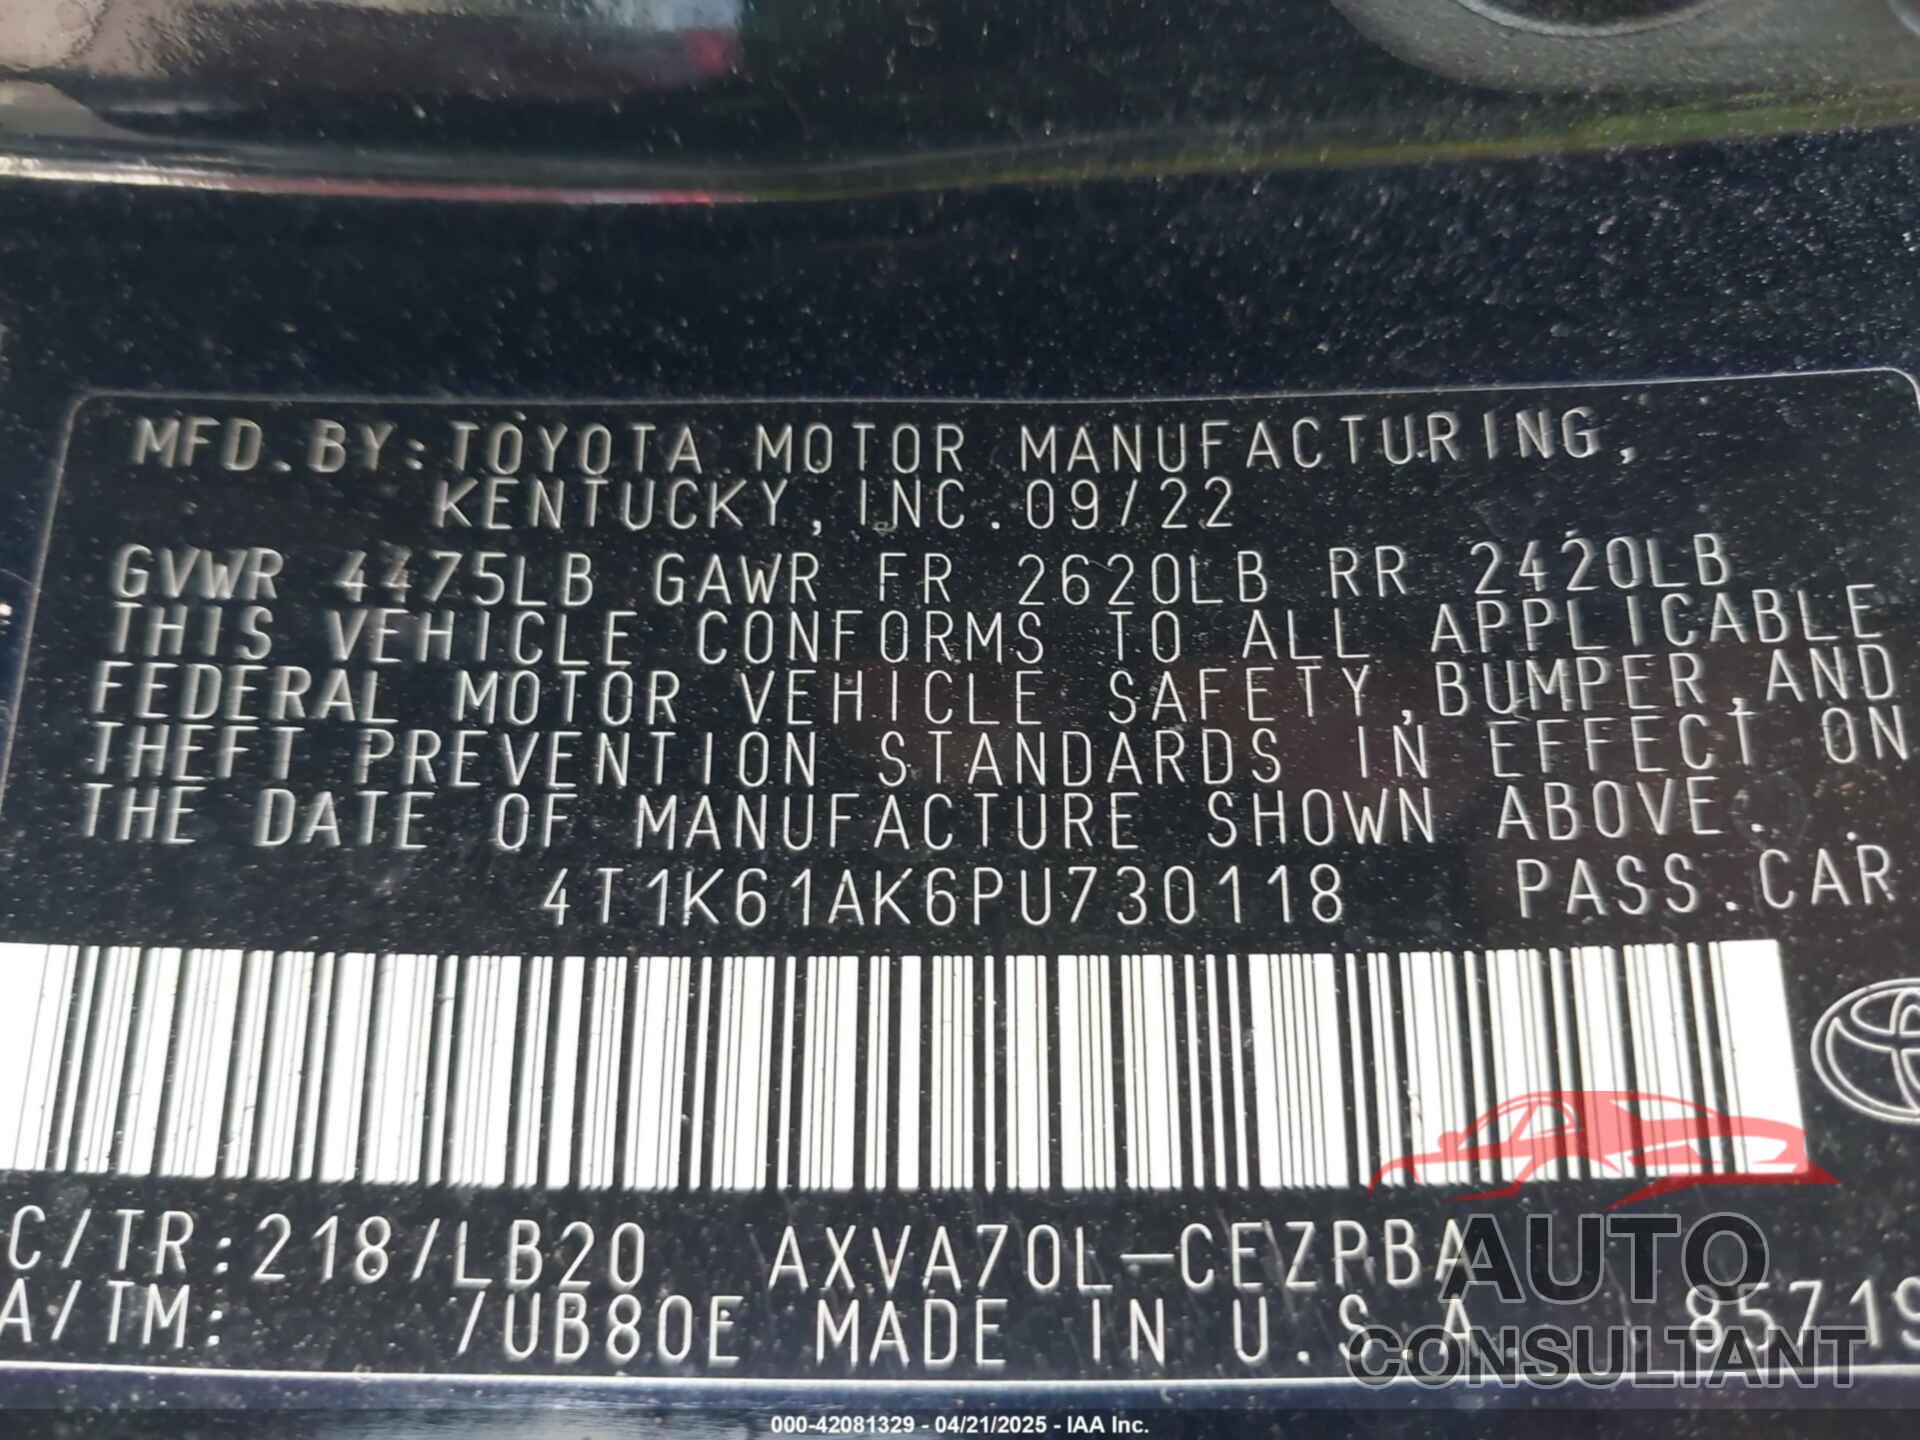 MFD.BY:TOYOTA MOTOR MANUFACTURING,
KENTUCKY, INC.09/22
GVWR 4475LB GAWR FR 2620LB RR 2420LB
THIS VEHICLE CONFORMS TO ALL APPLICABLE
FEDERAL MOTOR VEHICLE SAFETY,BUMPER,AND
THEFT PREVENTION STANDARDS IN EFFECT ON
THE DATE OF MANUFACTURE SHOWN ABOVE.
4T1K61AK6PU730118 PASS.CAR
C/TR:218/LB20 AXVA70L-CEZPBA
A/TM: /UB80E MADE IN U.S.A. 85719
AUTO
CONSULTANT
000-42081329 - 04/21/2025 - IAA Inc.